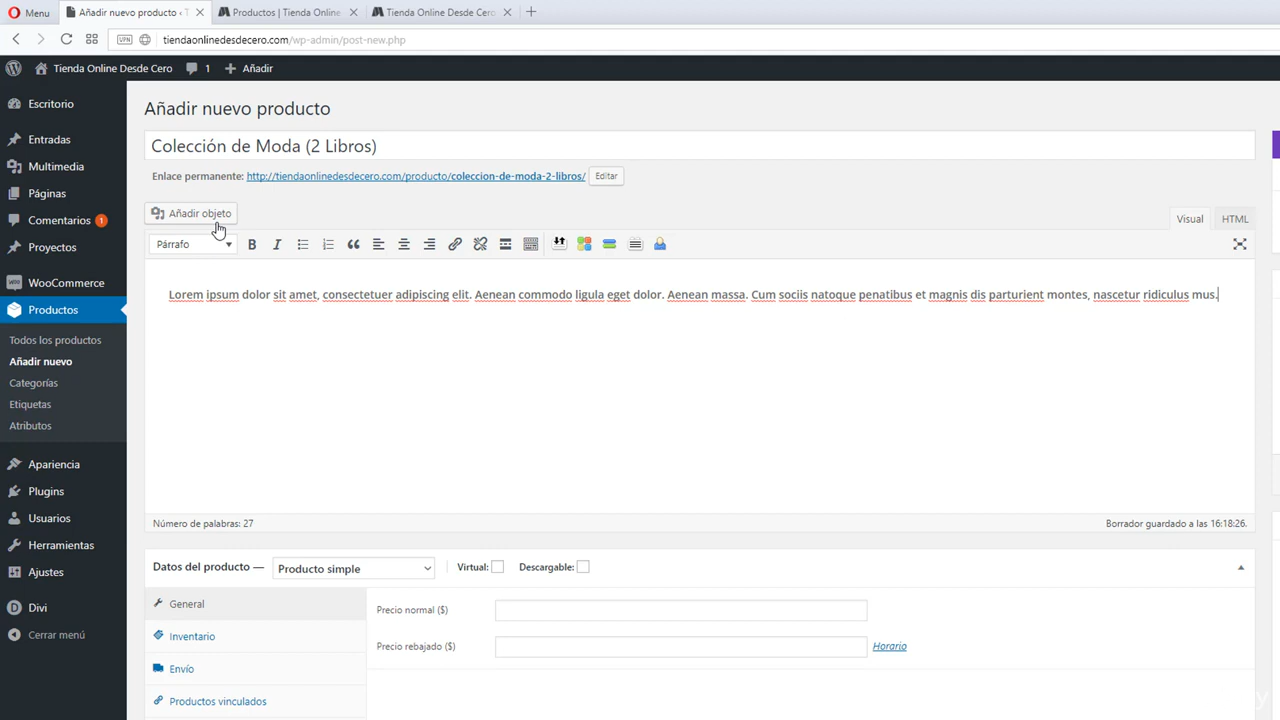 Menu
Añadir nuevo producto ‹ T
Productos | Tienda Online
Tienda Online Desde Cero
VPN
tiendaonlinedesdecero.com/wp-admin/post-new.php
Tienda Online Desde Cero
1
Añadir
Escritorio
Entradas
Multimedia
Páginas
Comentarios 1
Proyectos
WooCommerce
Productos
Todos los productos
Añadir nuevo
Categorías
Etiquetas
Atributos
Apariencia
Plugins
Usuarios
Herramientas
Ajustes
Divi
Cerrar menú
Añadir nuevo producto
Colección de Moda (2 Libros)
Enlace permanente: http://tiendaonlinedesdecero.com/producto/coleccion-de-moda-2-libros/ Editar
Añadir objeto
Visual
HTML
Párrafo
Lorem ipsum dolor sit amet, consectetuer adipiscing elit. Aenean commodo ligula eget dolor. Aenean massa. Cum sociis natoque penatibus et magnis dis parturient montes, nascetur ridiculus mus.
Número de palabras: 27
Borrador guardado a las 16:18:26.
Datos del producto — Producto simple Virtual: Descargable:
General
Inventario
Envío
Productos vinculados
Precio normal ($)
Precio rebajado ($)
Horario